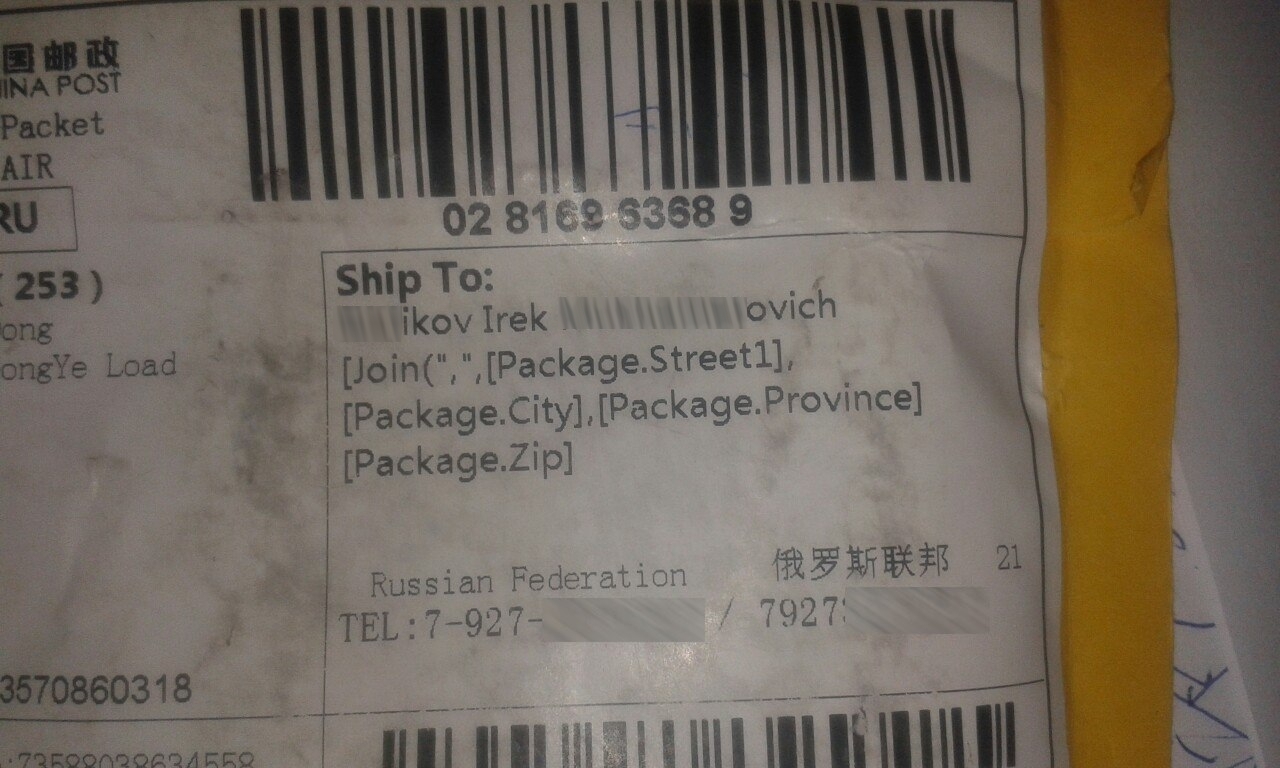 国邮政
INA POST
Packet
AIR
RU
02 8169 6368 9
(253)
ong
ongYe Load
Ship To:
ikov Irek ovich
[Join(",",[Package.Street1],
[Package.City],[Package.Province]
[Package.Zip]
Russian Federation 俄罗斯联邦 21
TEL:7-927- / 7927
3570860318
:73588038634558